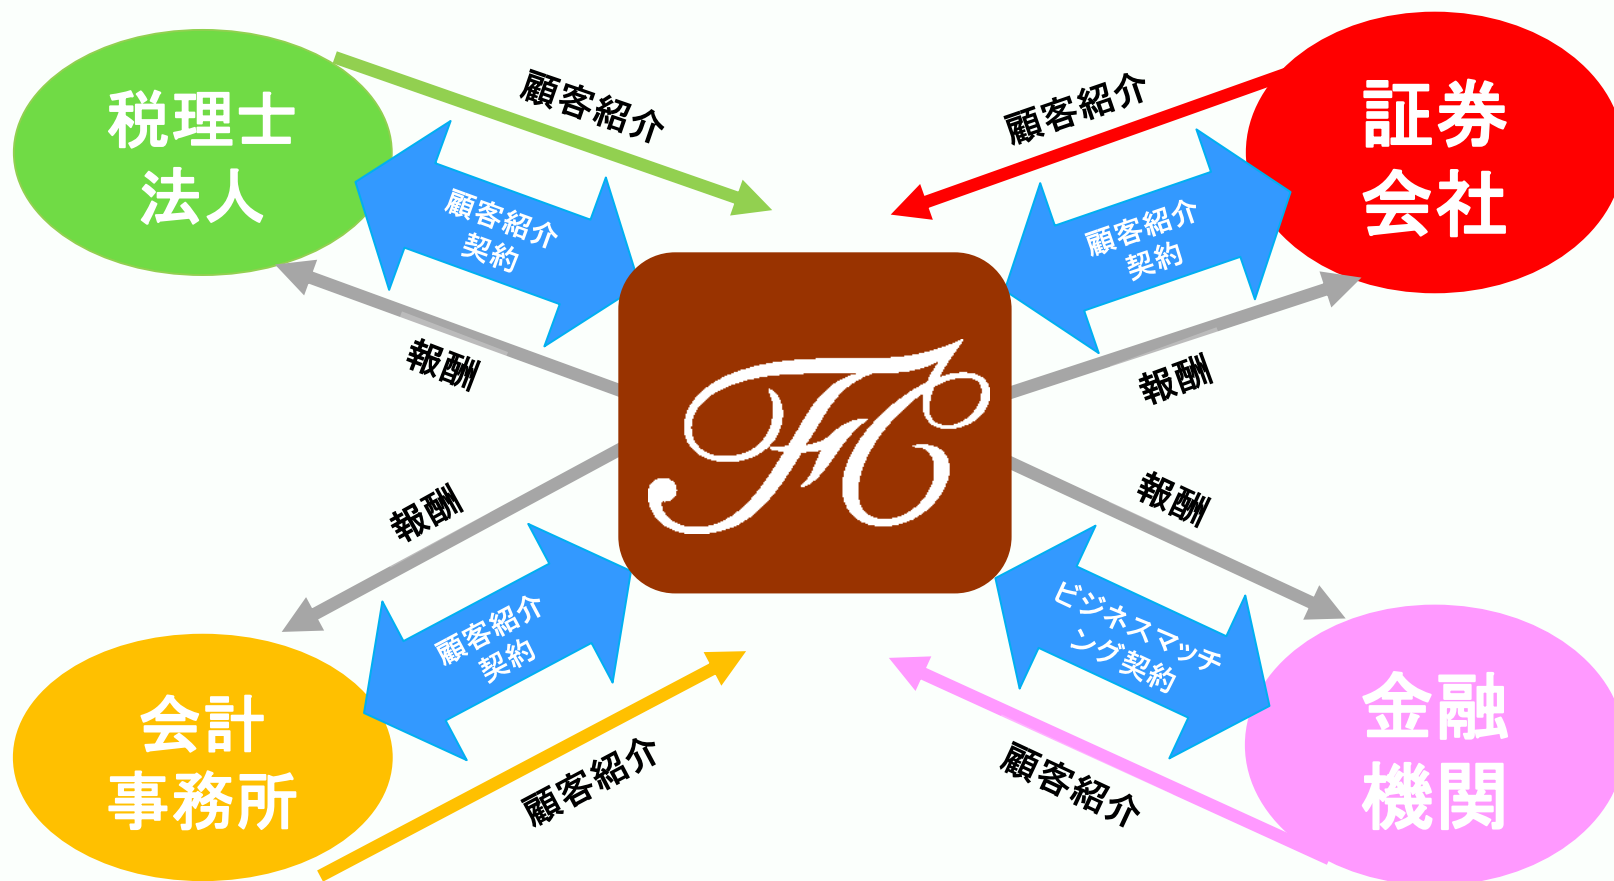 税理士
法人
顧客紹介
顧客紹介
契約
報酬
顧客紹介
証券
会社
顧客紹介
契約
報酬
FC
報酬
顧客紹介
契約
会計
事務所
顧客紹介
報酬
ビジネスマッチ
ング契約
金融
機関
顧客紹介